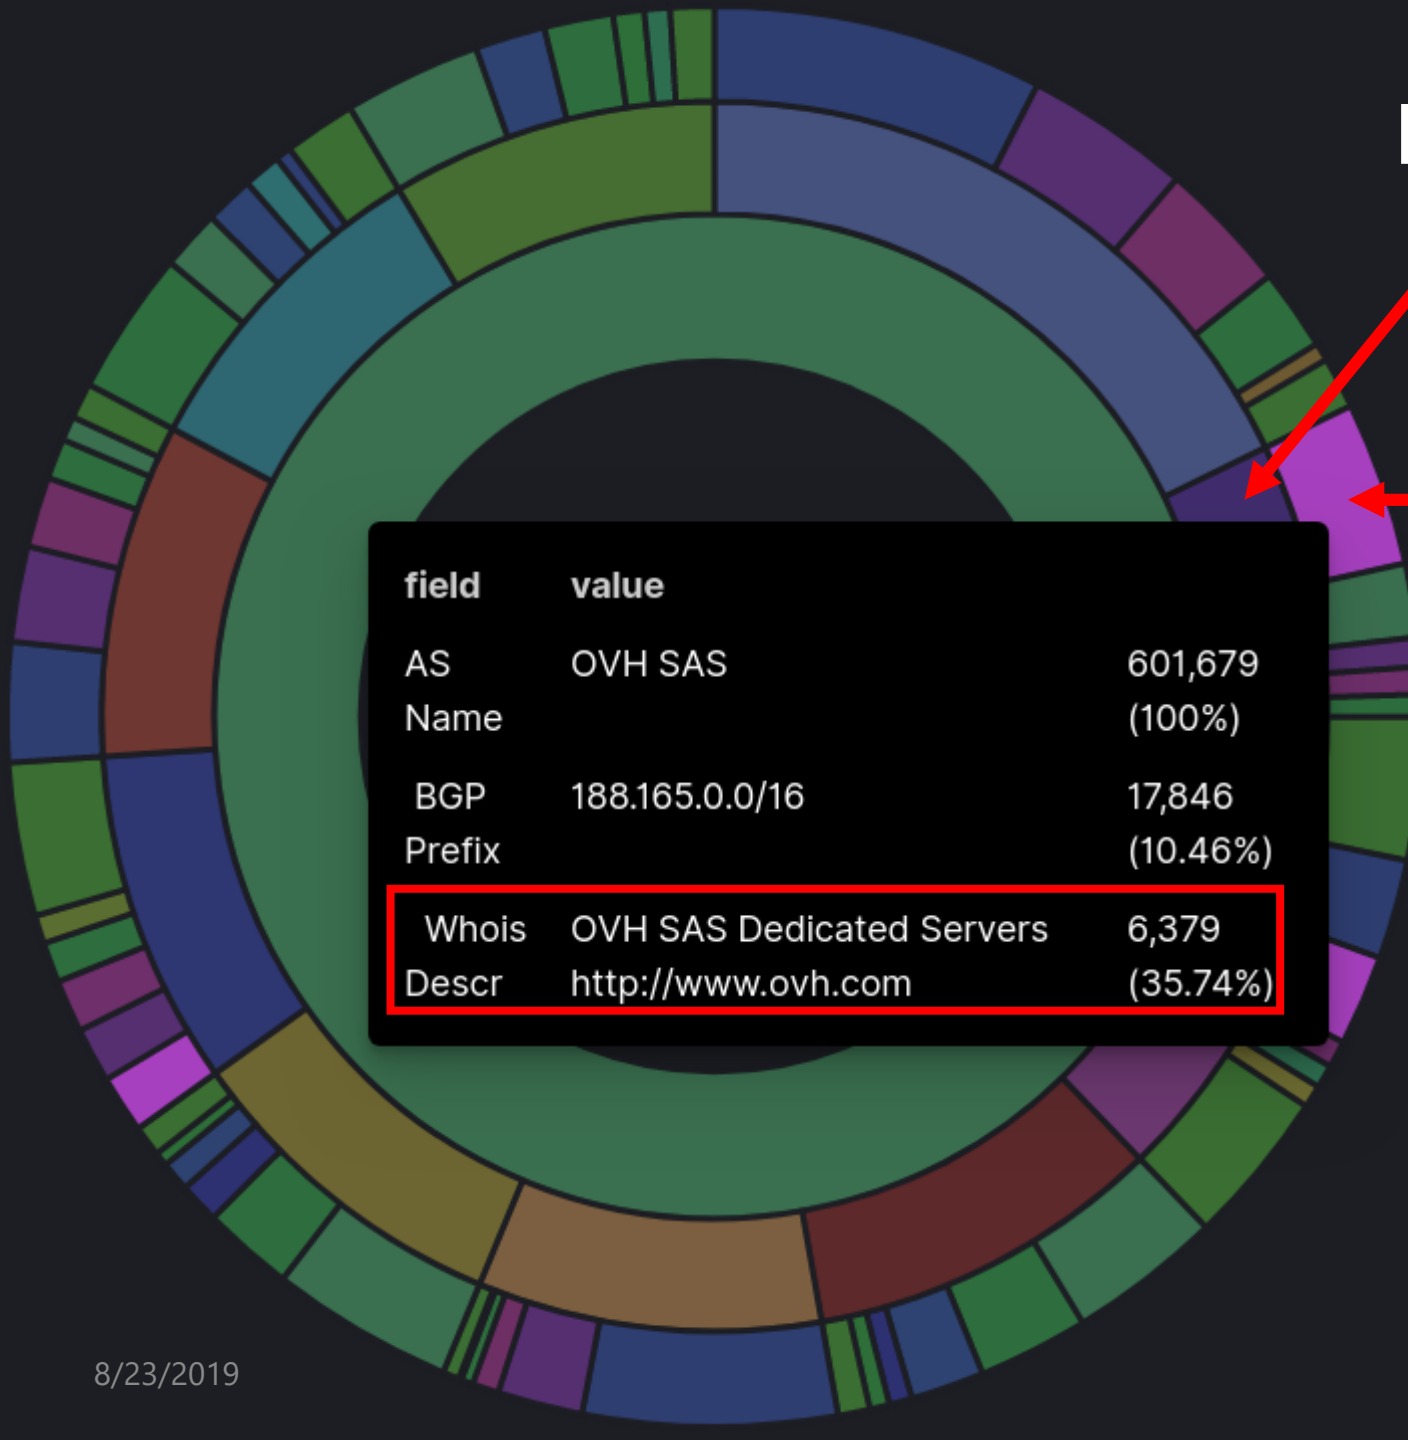 field value
AS OVH SAS 601,679
Name (100%)
BGP 188.165.0.0/16 17,846
Prefix (10.46%)
Whois OVH SAS Dedicated Servers 6,379
Descr http://www.ovh.com (35.74%)
8/23/2019